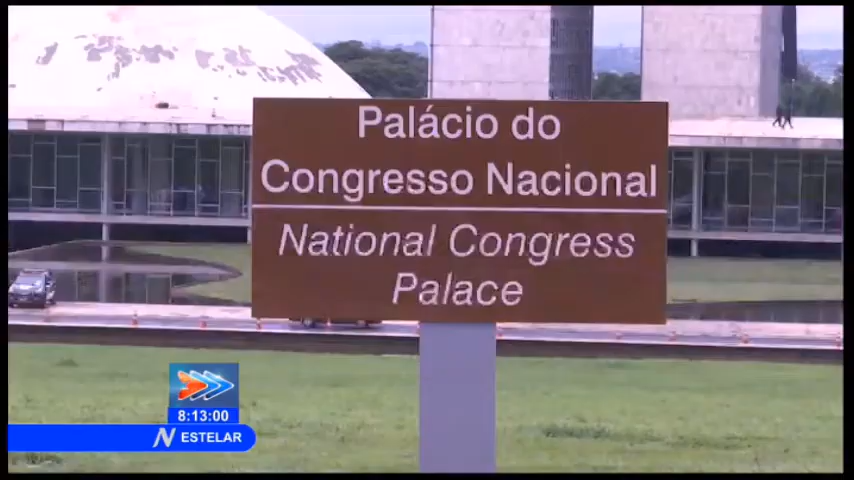 Palácio do
Congresso Nacional
National Congress
Palace
8:13:00
N ESTELAR